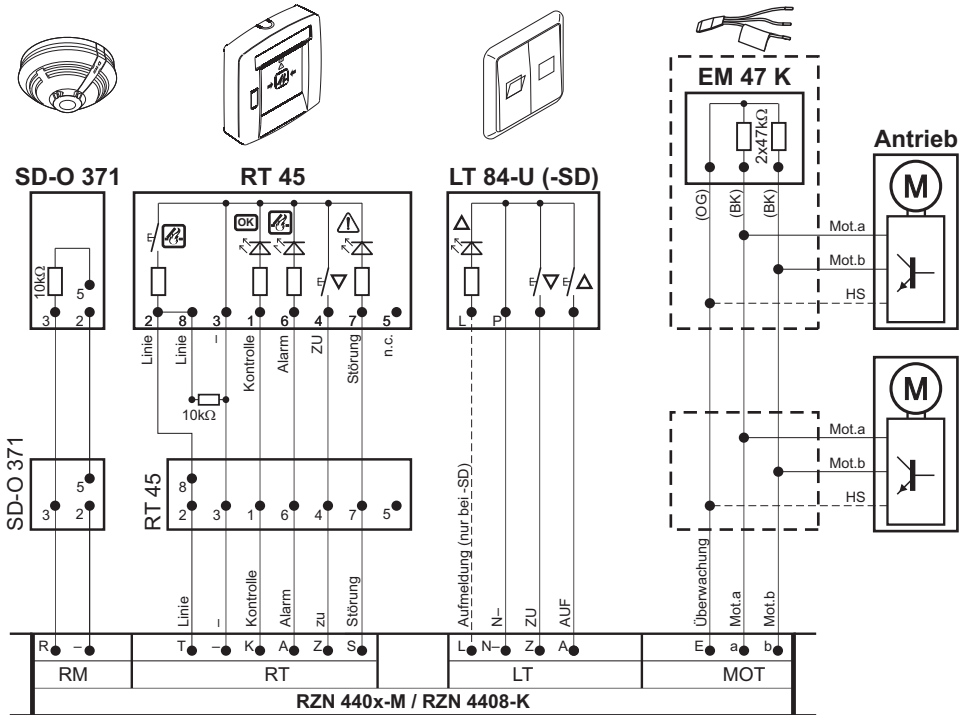 EM 47 K
2x47kΩ
(OG)
(BK)
(BK)
Antrieb
M
Mot.a
Mot.b
HS
SD-O 371
10kΩ
5
3 2
RT 45
OK
2 8 3 1 6 4 7 5
Linie
Linie
–
Kontrolle
Alarm
ZU
Störung
n.c.
10kΩ
LT 84-U (-SD)
L P
M
Mot.a
Mot.b
HS
SD-O 371
5
3 2
RT 45
8
2 3 1 6 4 7 5
Linie
–
Kontrolle
Alarm
zu
Störung
Aufmeldung (nur bei -SD)
N–
ZU
AUF
Überwachung
Mot.a
Mot.b
R – T – K A Z S L N– Z A E a b
RM RT LT MOT
RZN 440x-M / RZN 4408-K